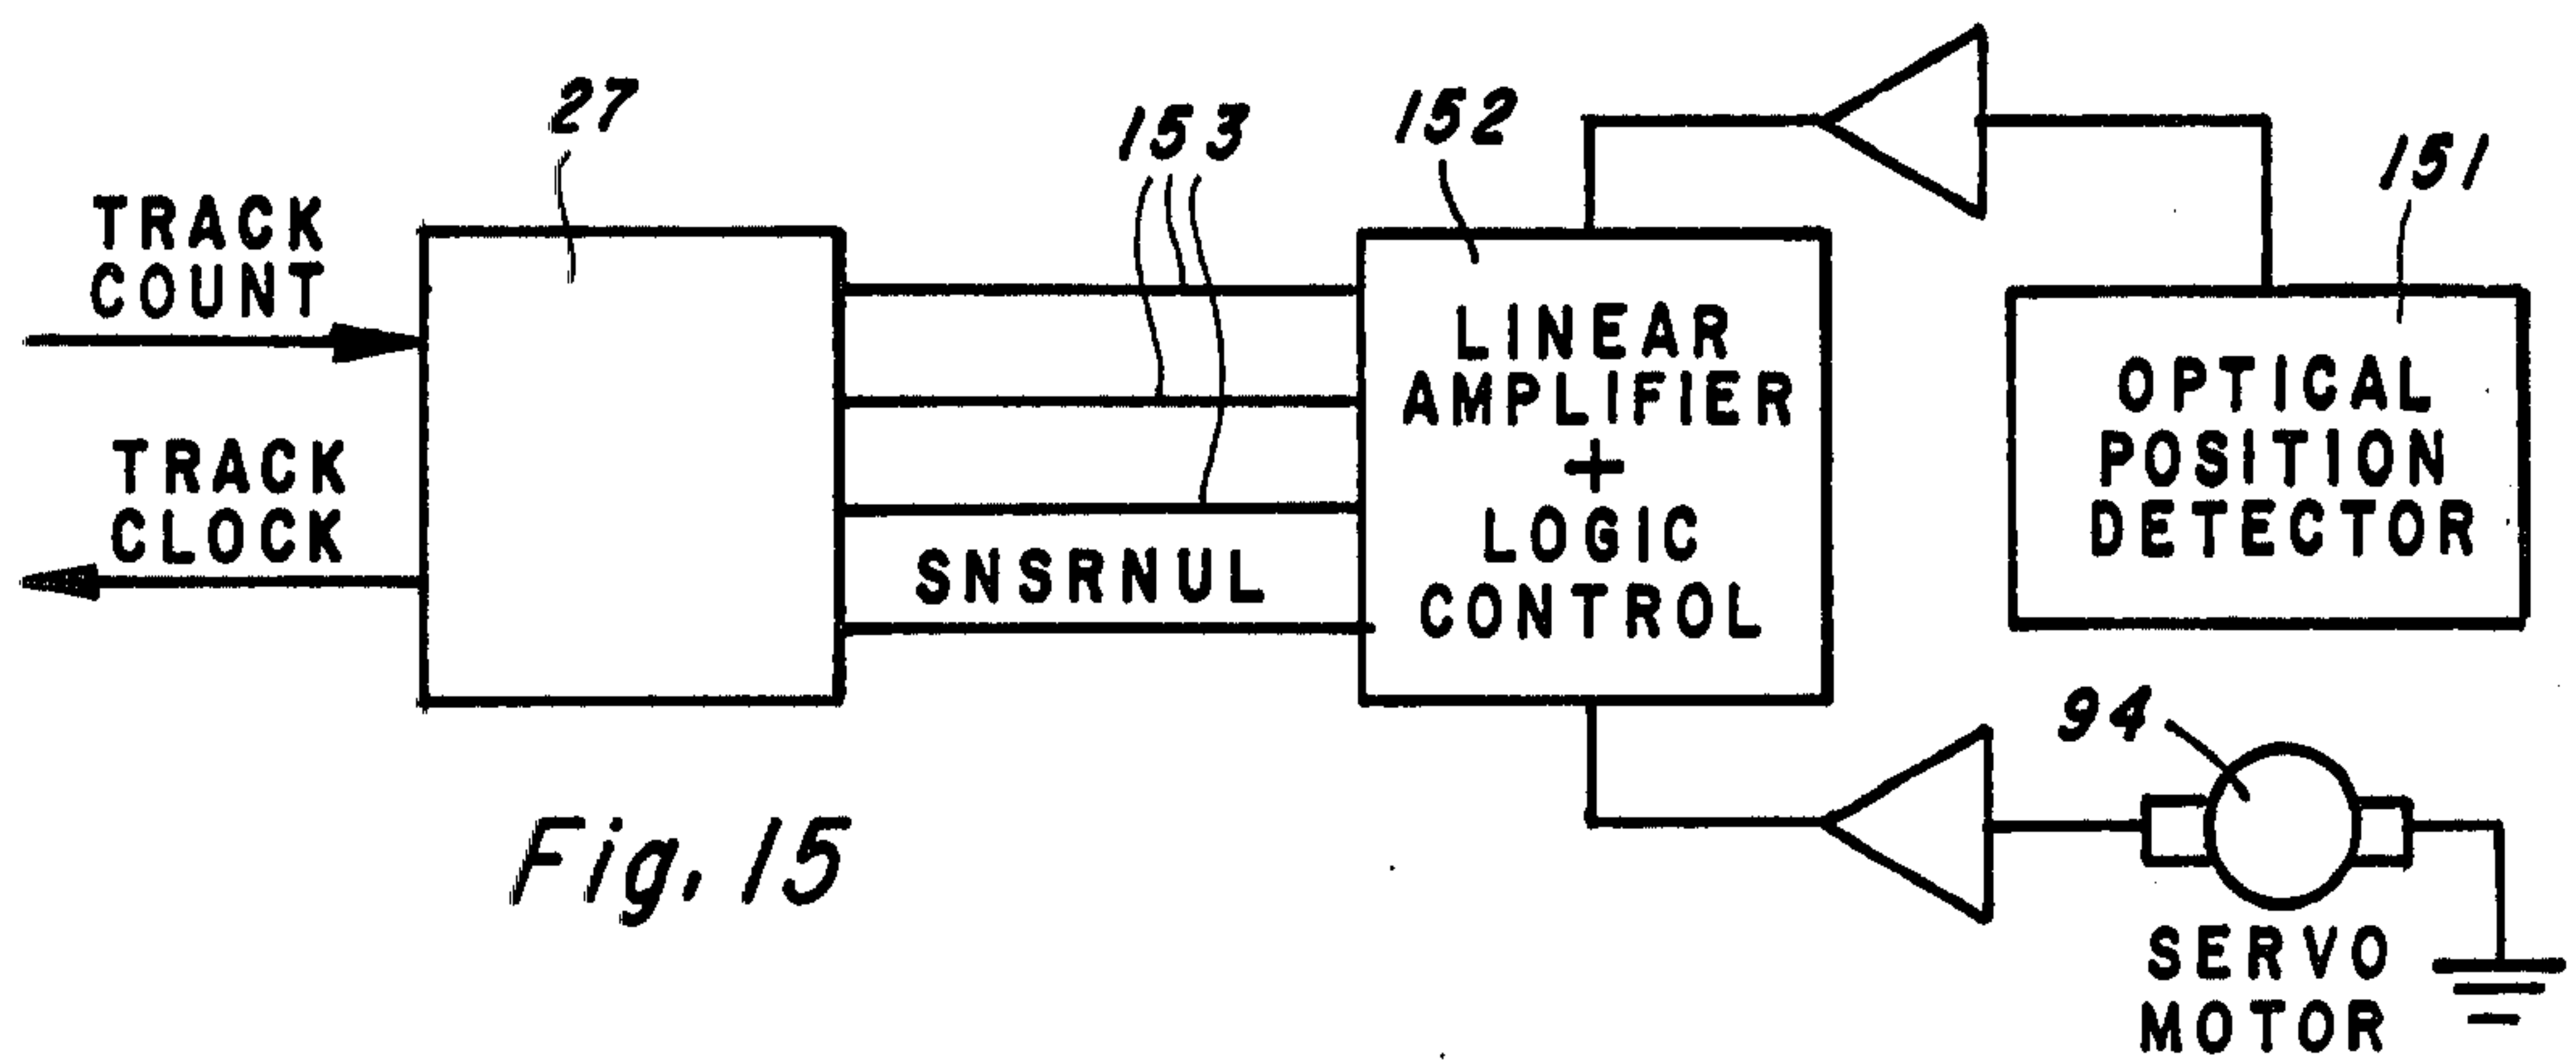 27
153
152
151
TRACK
COUNT
TRACK
CLOCK
SNSRNUL
LINEAR
AMPLIFIER
+
LOGIC
CONTROL
OPTICAL
POSITION
DETECTOR
94
SERVO
MOTOR
Fig. 15